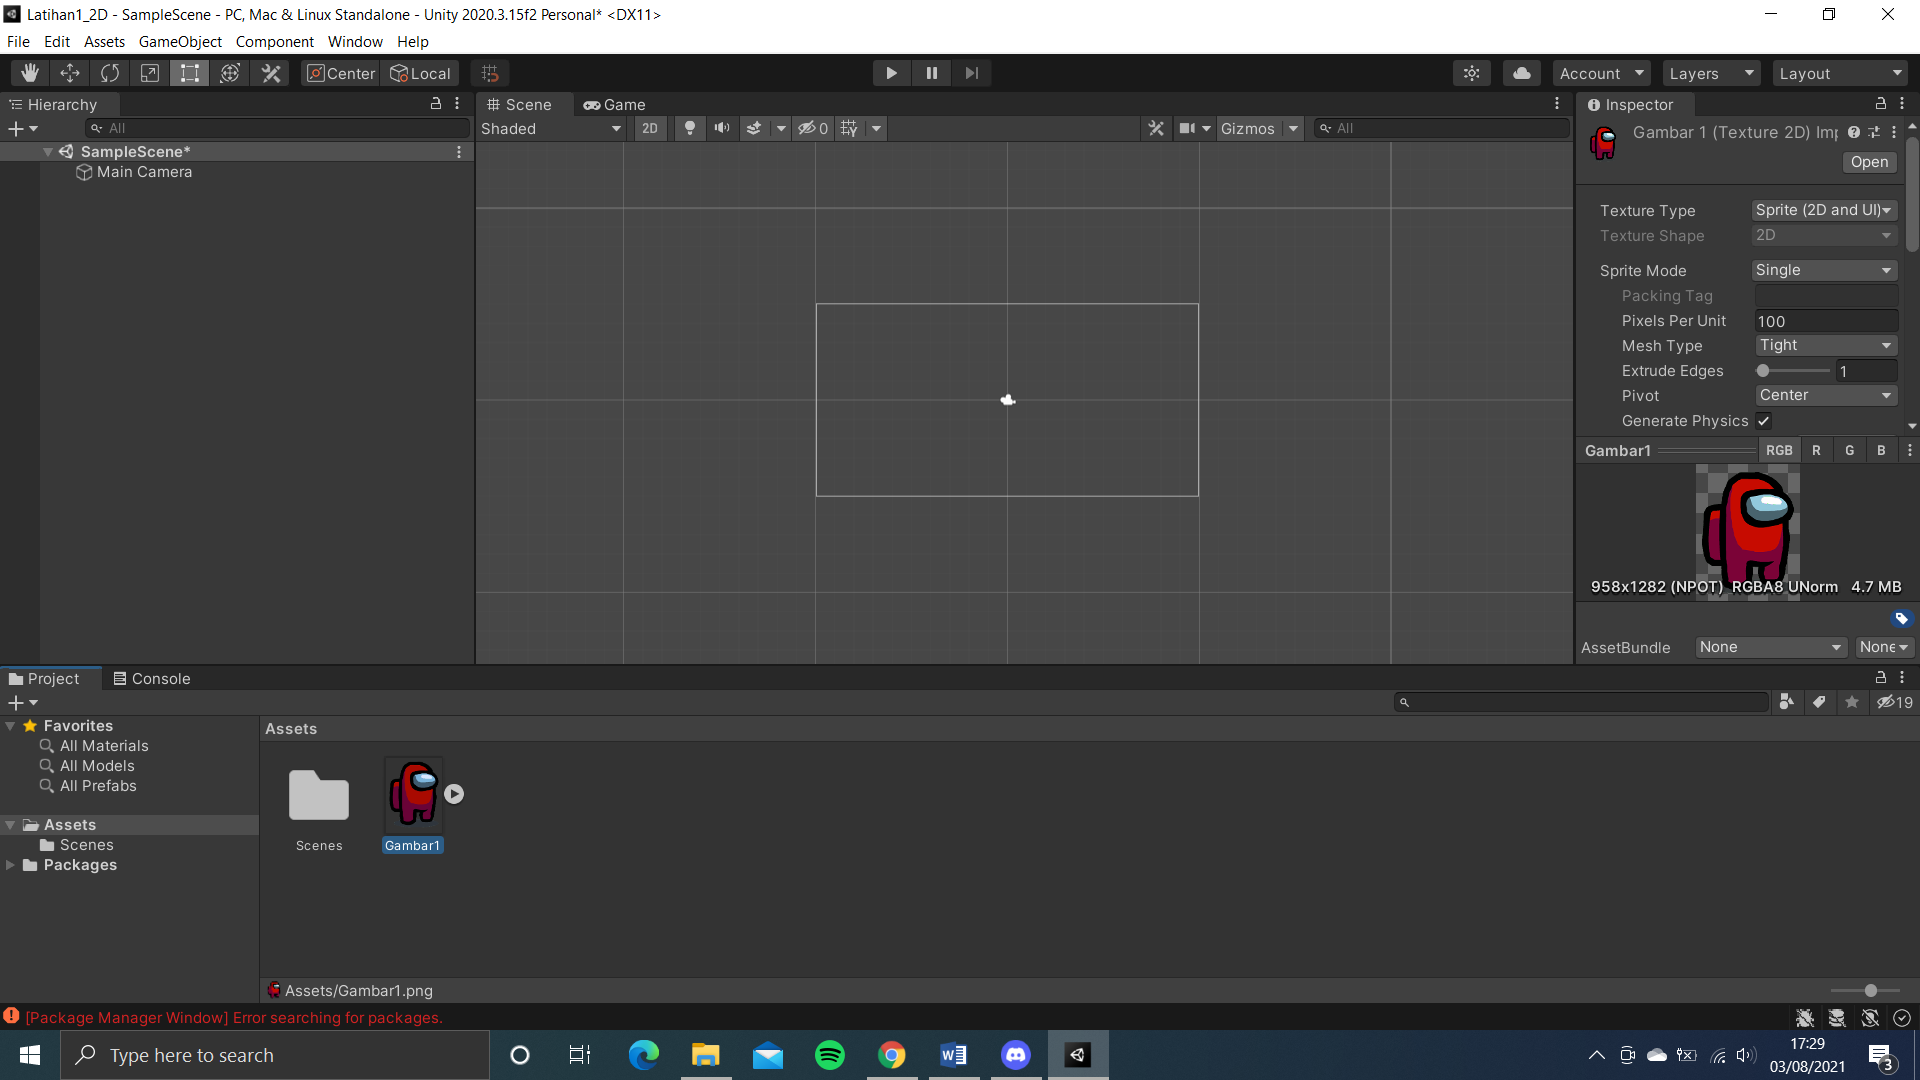 Latihan1_2D - SampleScene - PC, Mac & Linux Standalone - Unity 2020.3.15f2 Personal* <DX11>
File Edit Assets GameObject Component Window Help
Center Local Account Layers Layout
Hierarchy
All
SampleScene*
Main Camera
Scene Game
Shaded 2D 0 Gizmos All
Inspector
Gambar 1 (Texture 2D) Imp
Open
Texture Type Sprite (2D and UI)
Texture Shape 2D
Sprite Mode Single
Packing Tag
Pixels Per Unit 100
Mesh Type Tight
Extrude Edges 1
Pivot Center
Generate Physics
Gambar1 RGB R G B
958x1282 (NPOT) RGBA8 UNorm 4.7 MB
AssetBundle None None
Project Console
19
Favorites
All Materials
All Models
All Prefabs
Assets
Scenes
Packages
Assets
Scenes Gambar1
Assets/Gambar1.png
[Package Manager Window] Error searching for packages.
Type here to search
17:29
03/08/2021
3